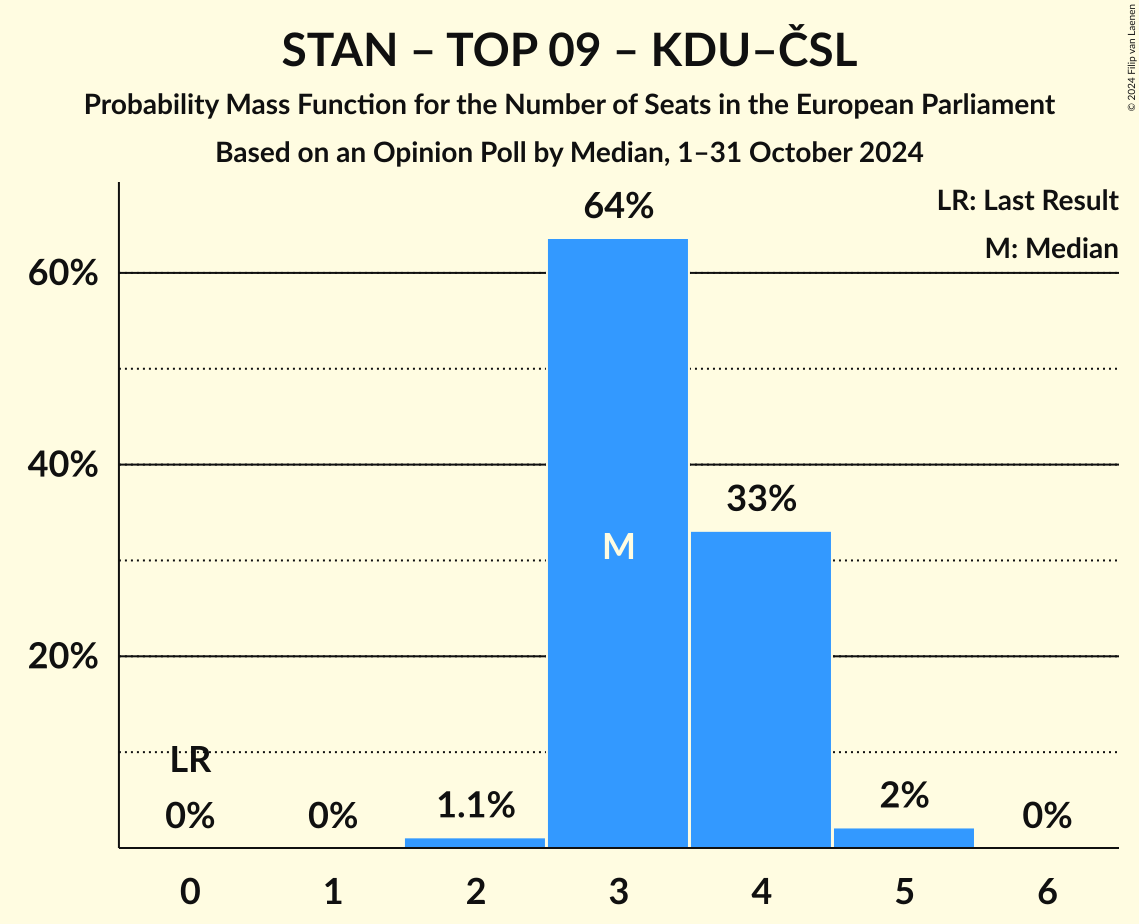 STAN – TOP 09 – KDU–ČSL
Probability Mass Function for the Number of Seats in the European Parliament
Based on an Opinion Poll by Median, 1–31 October 2024
© 2024 Filip van Laenen
LR: Last Result
M: Median
64%
60%
40%
33%
M
20%
LR
0%
0%
1.1%
2%
0%
0 1 2 3 4 5 6